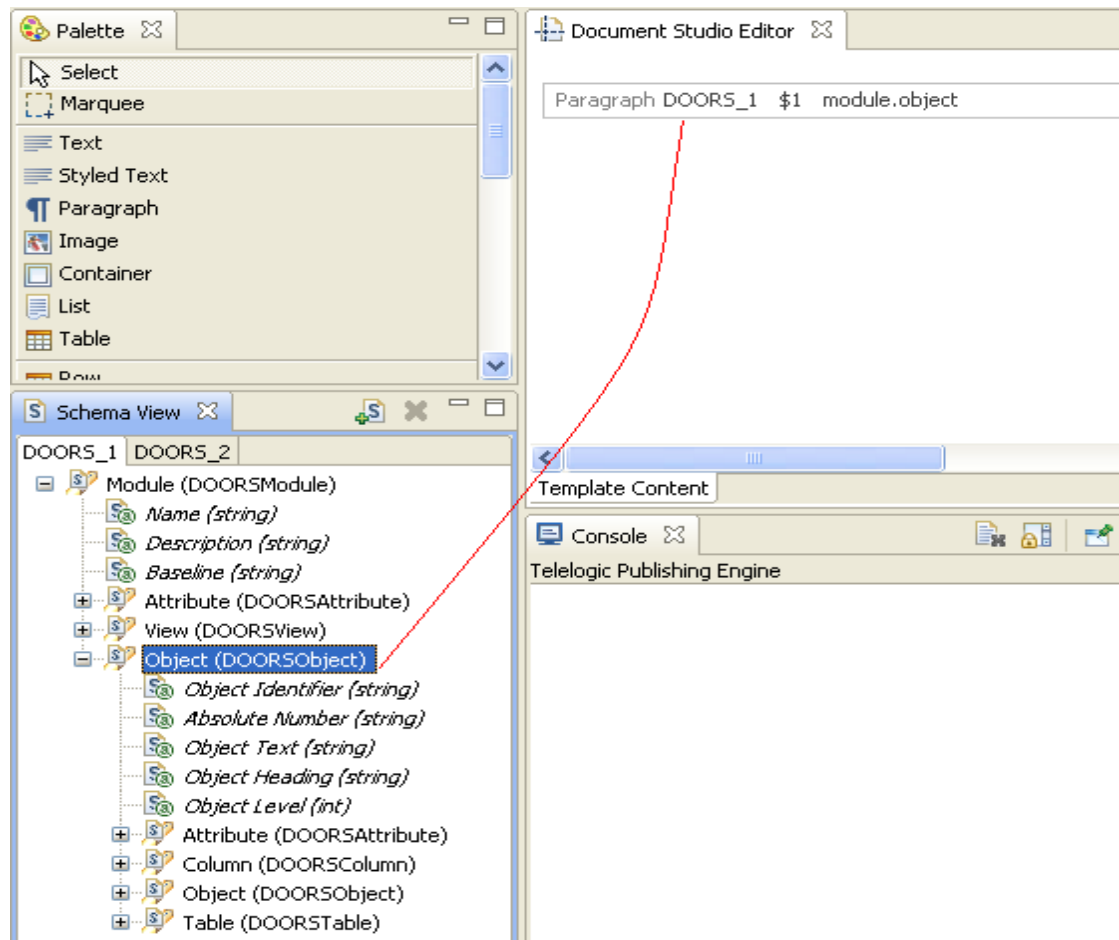 Palette
Select
Marquee
Text
Styled Text
Paragraph
Image
Container
List
Table
Row
Schema View
DOORS_1 DOORS_2
Module (DOORSModule)
Name (string)
Description (string)
Baseline (string)
Attribute (DOORSAttribute)
View (DOORSView)
Object (DOORSObject)
Object Identifier (string)
Absolute Number (string)
Object Text (string)
Object Heading (string)
Object Level (int)
Attribute (DOORSAttribute)
Column (DOORSColumn)
Object (DOORSObject)
Table (DOORSTable)
Document Studio Editor
Paragraph DOORS_1 $1 module.object
Template Content
Console
Telelogic Publishing Engine